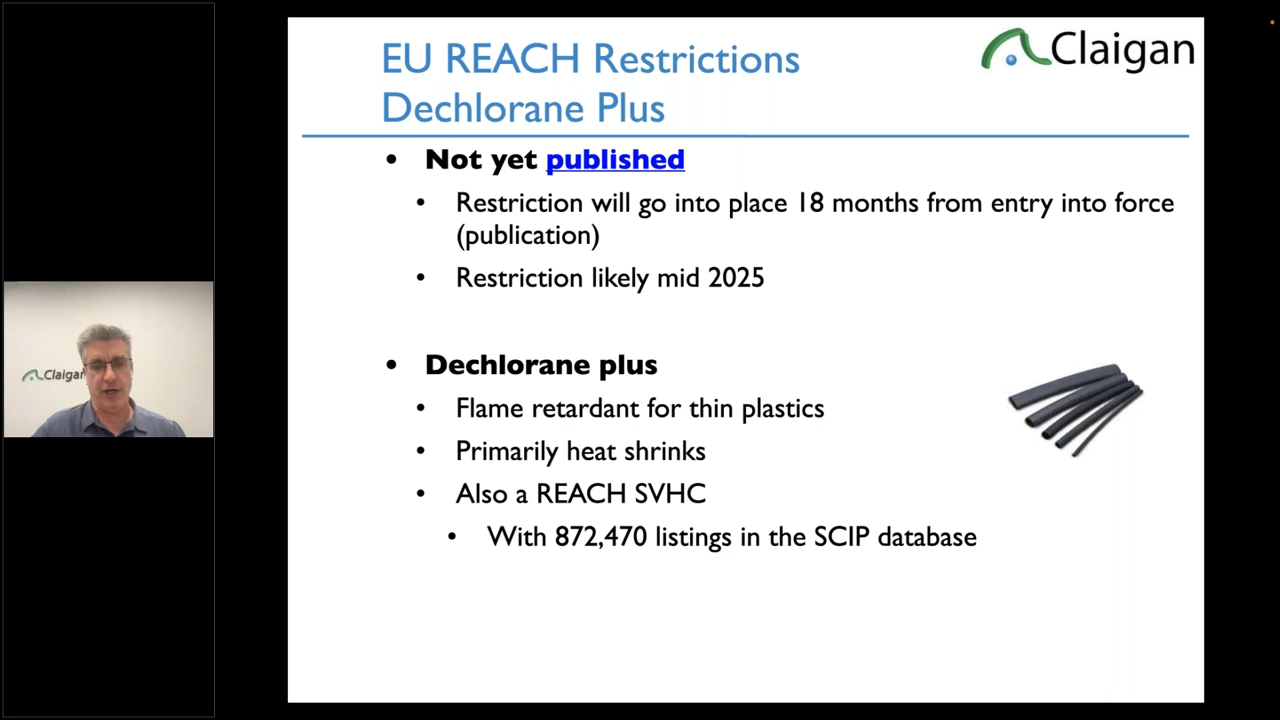 EU REACH Restrictions
Dechlorane Plus
Claigan
• Not yet published
• Restriction will go into place 18 months from entry into force
(publication)
• Restriction likely mid 2025
• Dechlorane plus
• Flame retardant for thin plastics
• Primarily heat shrinks
• Also a REACH SVHC
• With 872,470 listings in the SCIP database
Claigan